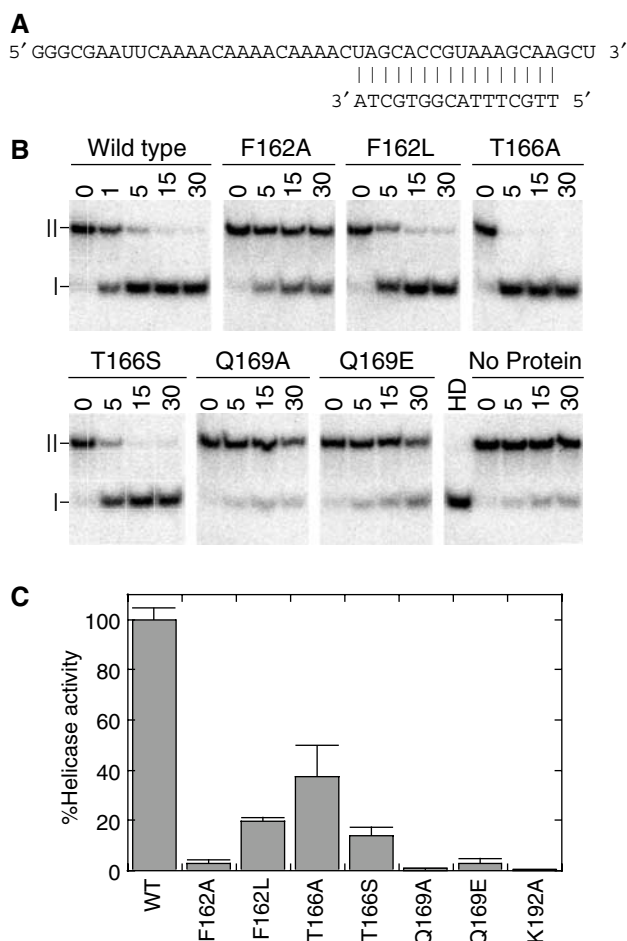 A
5′ GGGCGAAUUCAAAACAAAACAAAACUAGCACCGUAAAGCAAGCU 3′
| | | | | | | | | | | | | | | |
3′ ATCGTGGCATTTCGTT 5′
B
Wild type F162A F162L T166A
0 1 5 15 30 0 5 15 30 0 5 15 30 0 5 15 30
II
I
T166S Q169A Q169E No Protein
0 5 15 30 0 5 15 30 0 5 15 30 HD 0 5 15 30
II
I
C
%Helicase activity
100
80
60
40
20
0
WT F162A F162L T166A T166S Q169A Q169E K192A